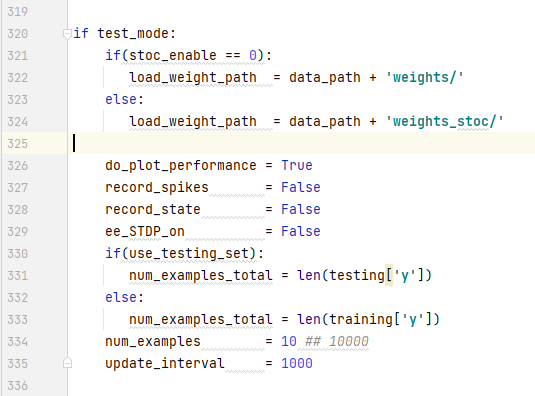 319
320 if test_mode:
321     if(stoc_enable == 0):
322        load_weight_path  = data_path + 'weights/'
323     else:
324        load_weight_path  = data_path + 'weights_stoc/'
325
326     do_plot_performance = True
327     record_spikes       = False
328     record_state        = False
329     ee_STDP_on          = False
330     if(use_testing_set):
331        num_examples_total = len(testing['y'])
332     else:
333        num_examples_total = len(training['y'])
334     num_examples        = 10 ## 10000
335     update_interval     = 1000
336